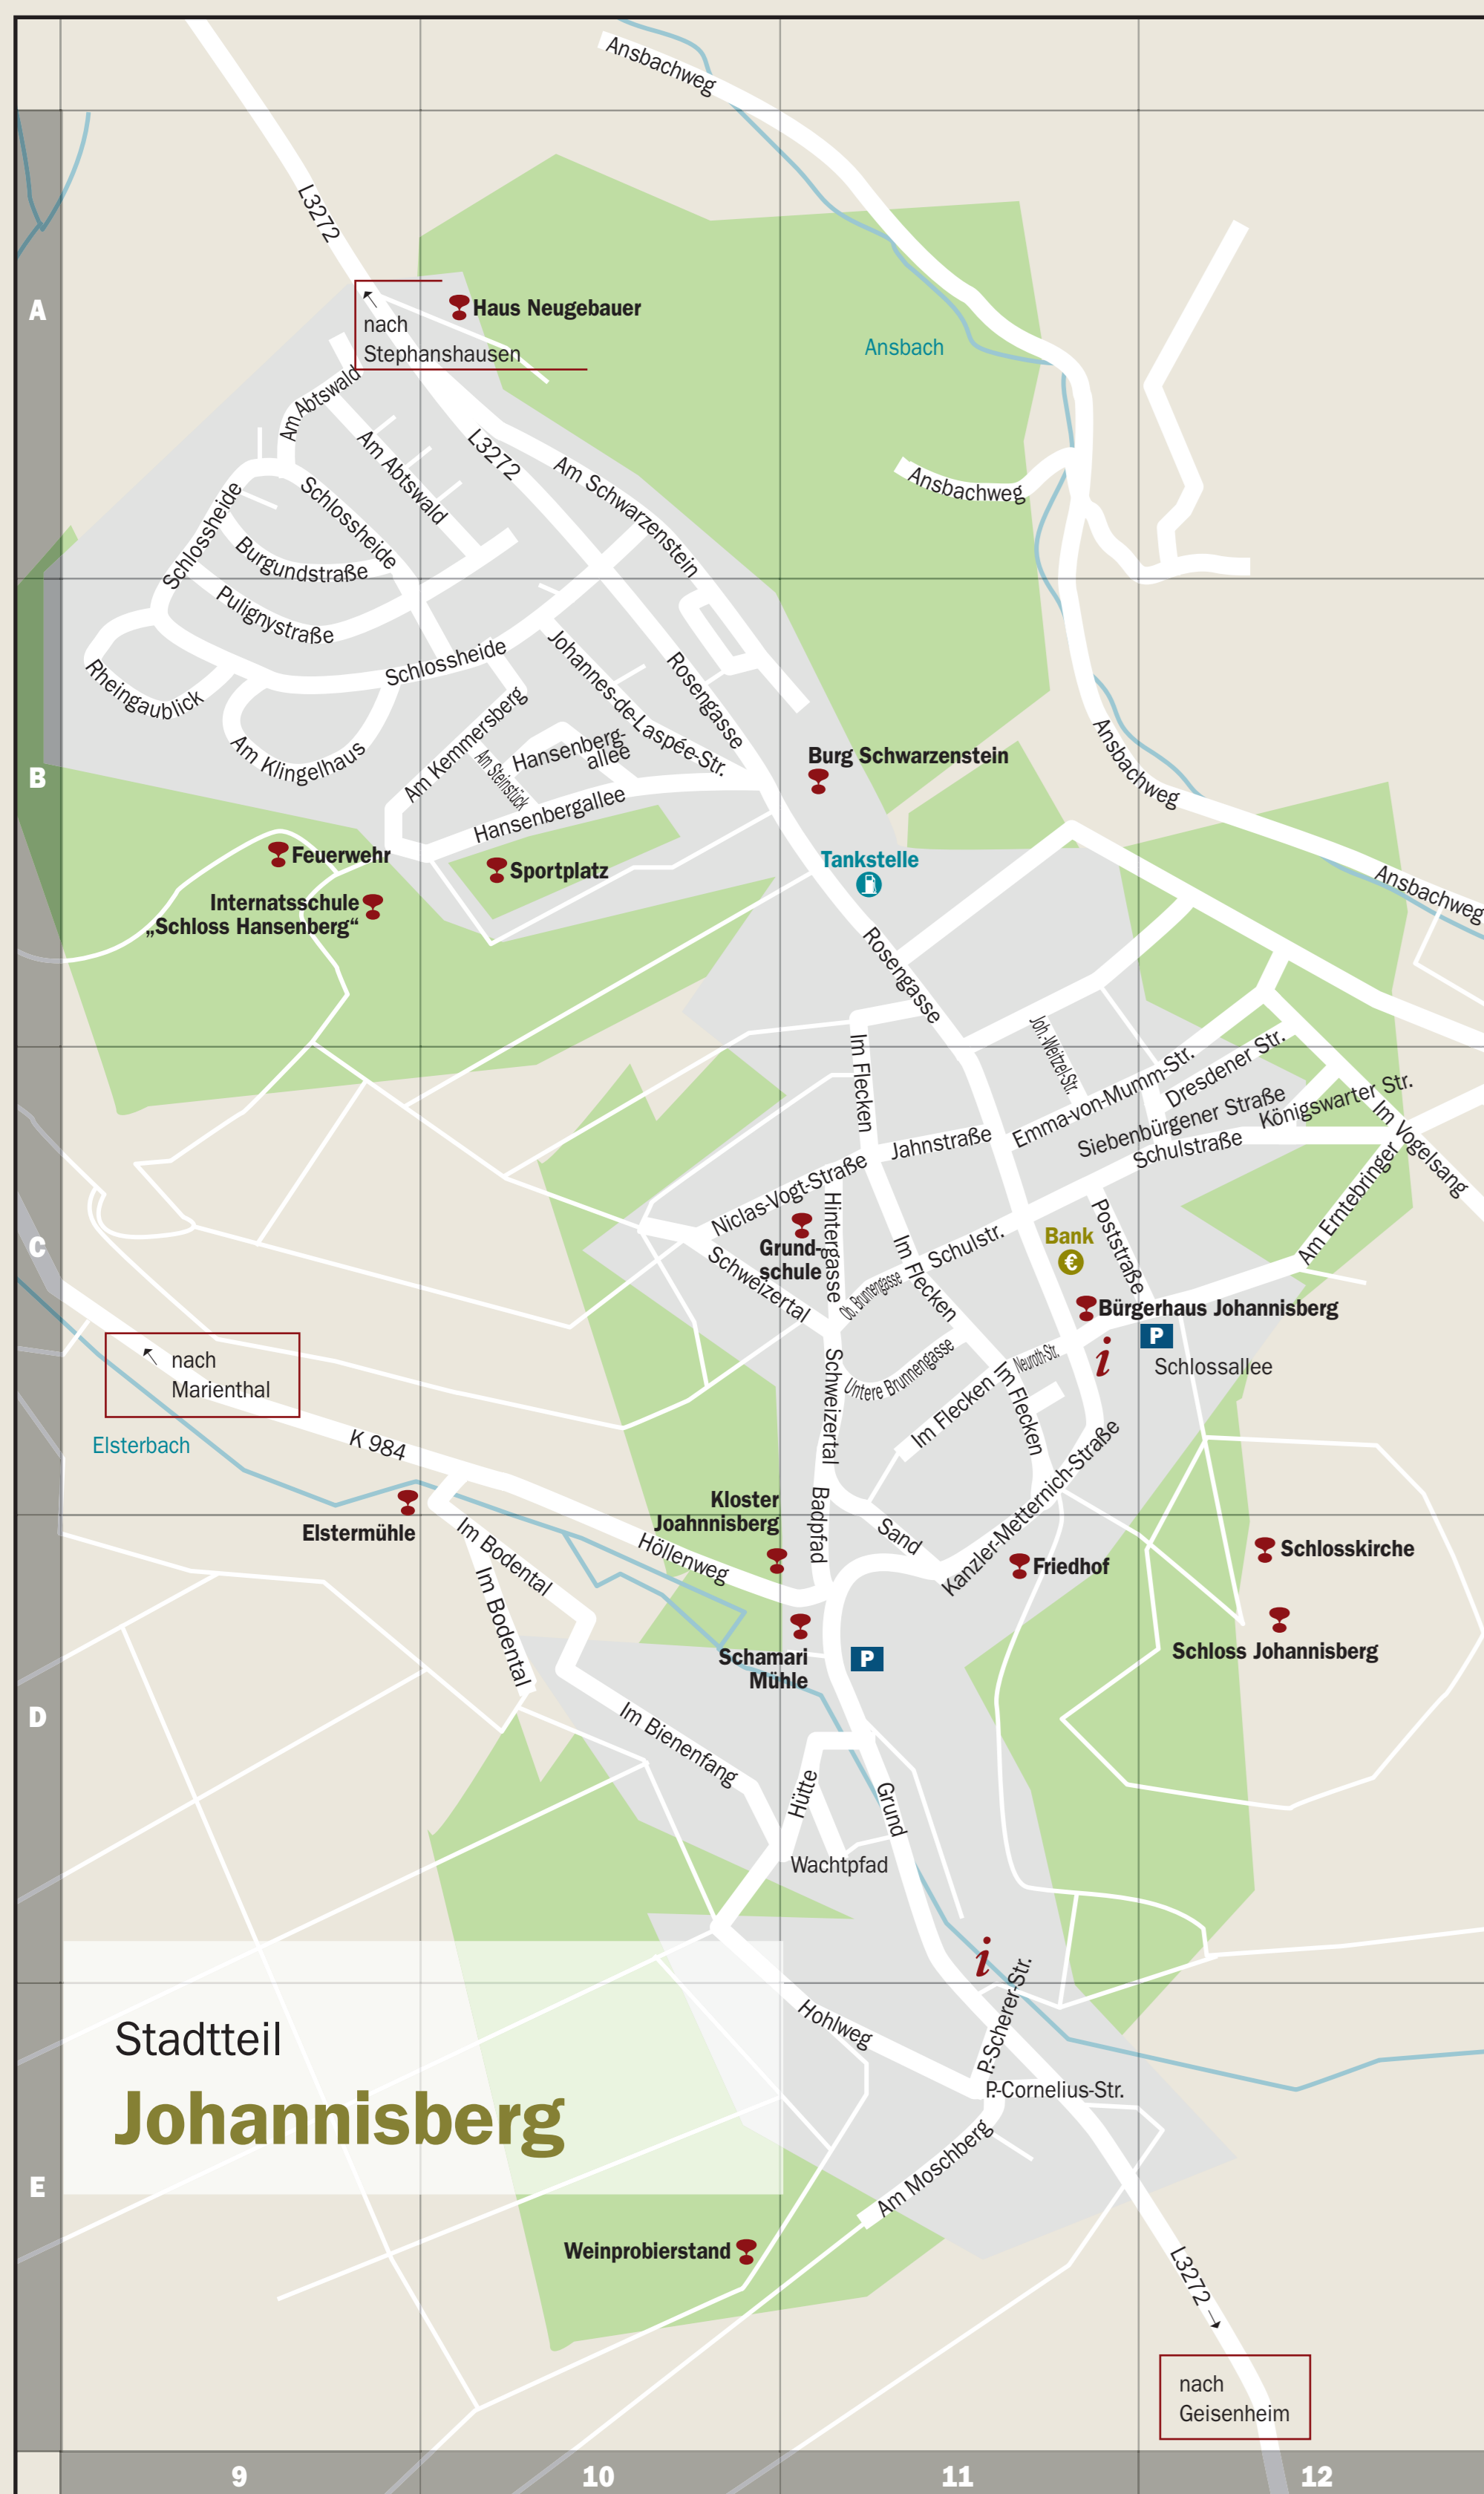 Ansbachweg
L3272
A
nach
Stephanshausen
Haus Neugebauer
Ansbach
Am Abtswald
Am Abtswald
L3272
Am Schwarzenstein
Ansbachweg
Schlossheide
Schlossheide
Burgundstraße
Pulignystraße
Schlossheide
Rheingaublick
Am Klingelhaus
Johannes-de-Laspée-Str.
Rosengasse
Am Kemmersberg
Am Steinstück
Hansenberg-
allee
Hansenbergallee
Ansbachweg
B
Burg Schwarzenstein
Feuerwehr
Sportplatz
Tankstelle
Internatsschule
„Schloss Hansenberg“
Ansbachweg
Rosengasse
Joh.-Weitzel-Str.
Im Flecken
Emma-von-Mumm-Str.
Dresdener Str.
Siebenbürgener Straße
Königswarter Str.
Schulstraße
Im Vogelsang
Jahnstraße
Niclas-Vogt-Straße
Am Erntebringer
C
Grund-
schule
Hintergasse
Schweizertal
Im Flecken
Schulstr.
Ob. Brunnengasse
Poststraße
Bank
€
Bürgerhaus Johannisberg
P
i
Schlossallee
Neuroth-Str.
Untere Brunnengasse
Schweizertal
Im Flecken
Im Flecken
nach
Marienthal
Elsterbach
K 984
Kanzler-Metternich-Straße
Kloster
Joahnnisberg
Badpfad
Sand
Elstermühle
Im Bodental
Im Bodental
Höllenweg
Friedhof
Schlosskirche
Schloss Johannisberg
Schamari
Mühle
P
D
Im Bienenfang
Hütte
Grund
Wachtpfad
i
P.-Scherer-Str.
Hohlweg
P.-Cornelius-Str.
Stadtteil
Johannisberg
Am Moschberg
E
Weinprobierstand
L3272
nach
Geisenheim
9
10
11
12